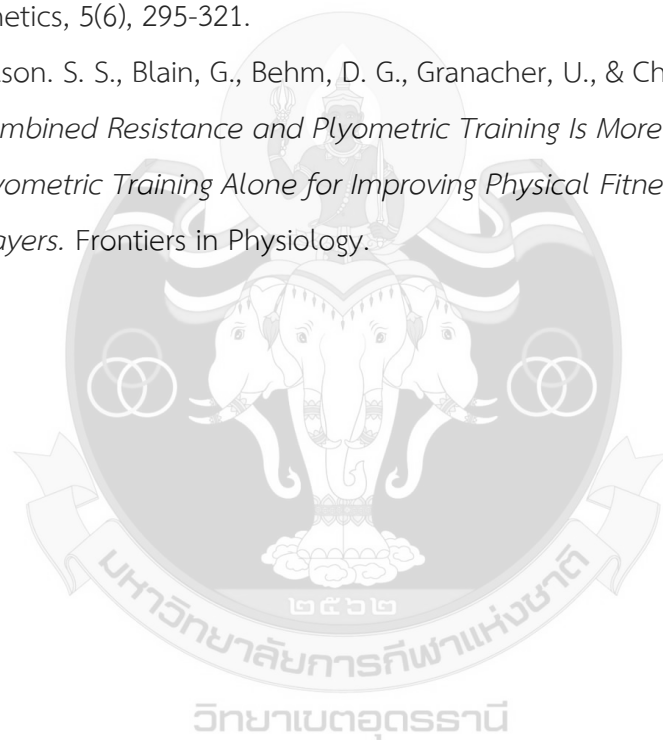 netics, 5(6), 295-321.
lson. S. S., Blain, G., Behm, D. G., Granacher, U., & Ch
ombined Resistance and Plyometric Training Is More
yometric Training Alone for Improving Physical Fitne
ayers. Frontiers in Physiology.
๒๕๖๒
มหาวิทยาลัยการกีฬาแห่งชาติ
วิทยาเขตอุดรธานี